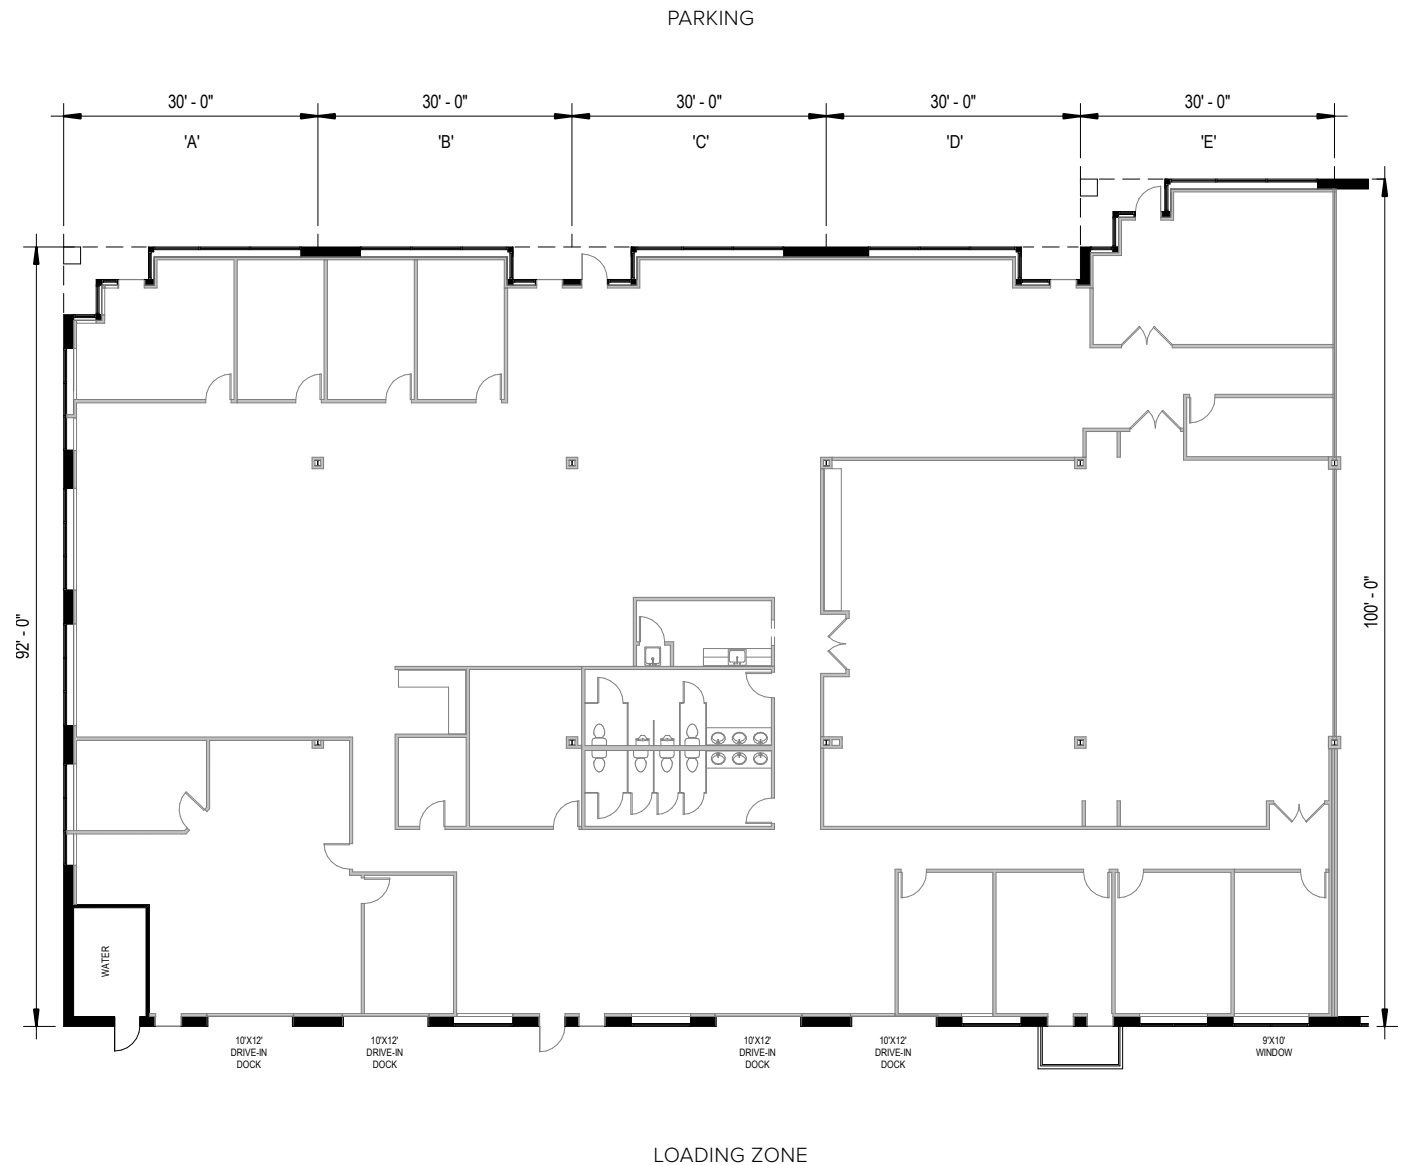 PARKING
30' - 0" 30' - 0" 30' - 0" 30' - 0" 30' - 0"
'A' 'B' 'C' 'D' 'E'
92' - 0"
100' - 0"
WATER
10'X12'
DRIVE-IN
DOCK
10'X12'
DRIVE-IN
DOCK
10'X12'
DRIVE-IN
DOCK
10'X12'
DRIVE-IN
DOCK
9'X10'
WINDOW
LOADING ZONE